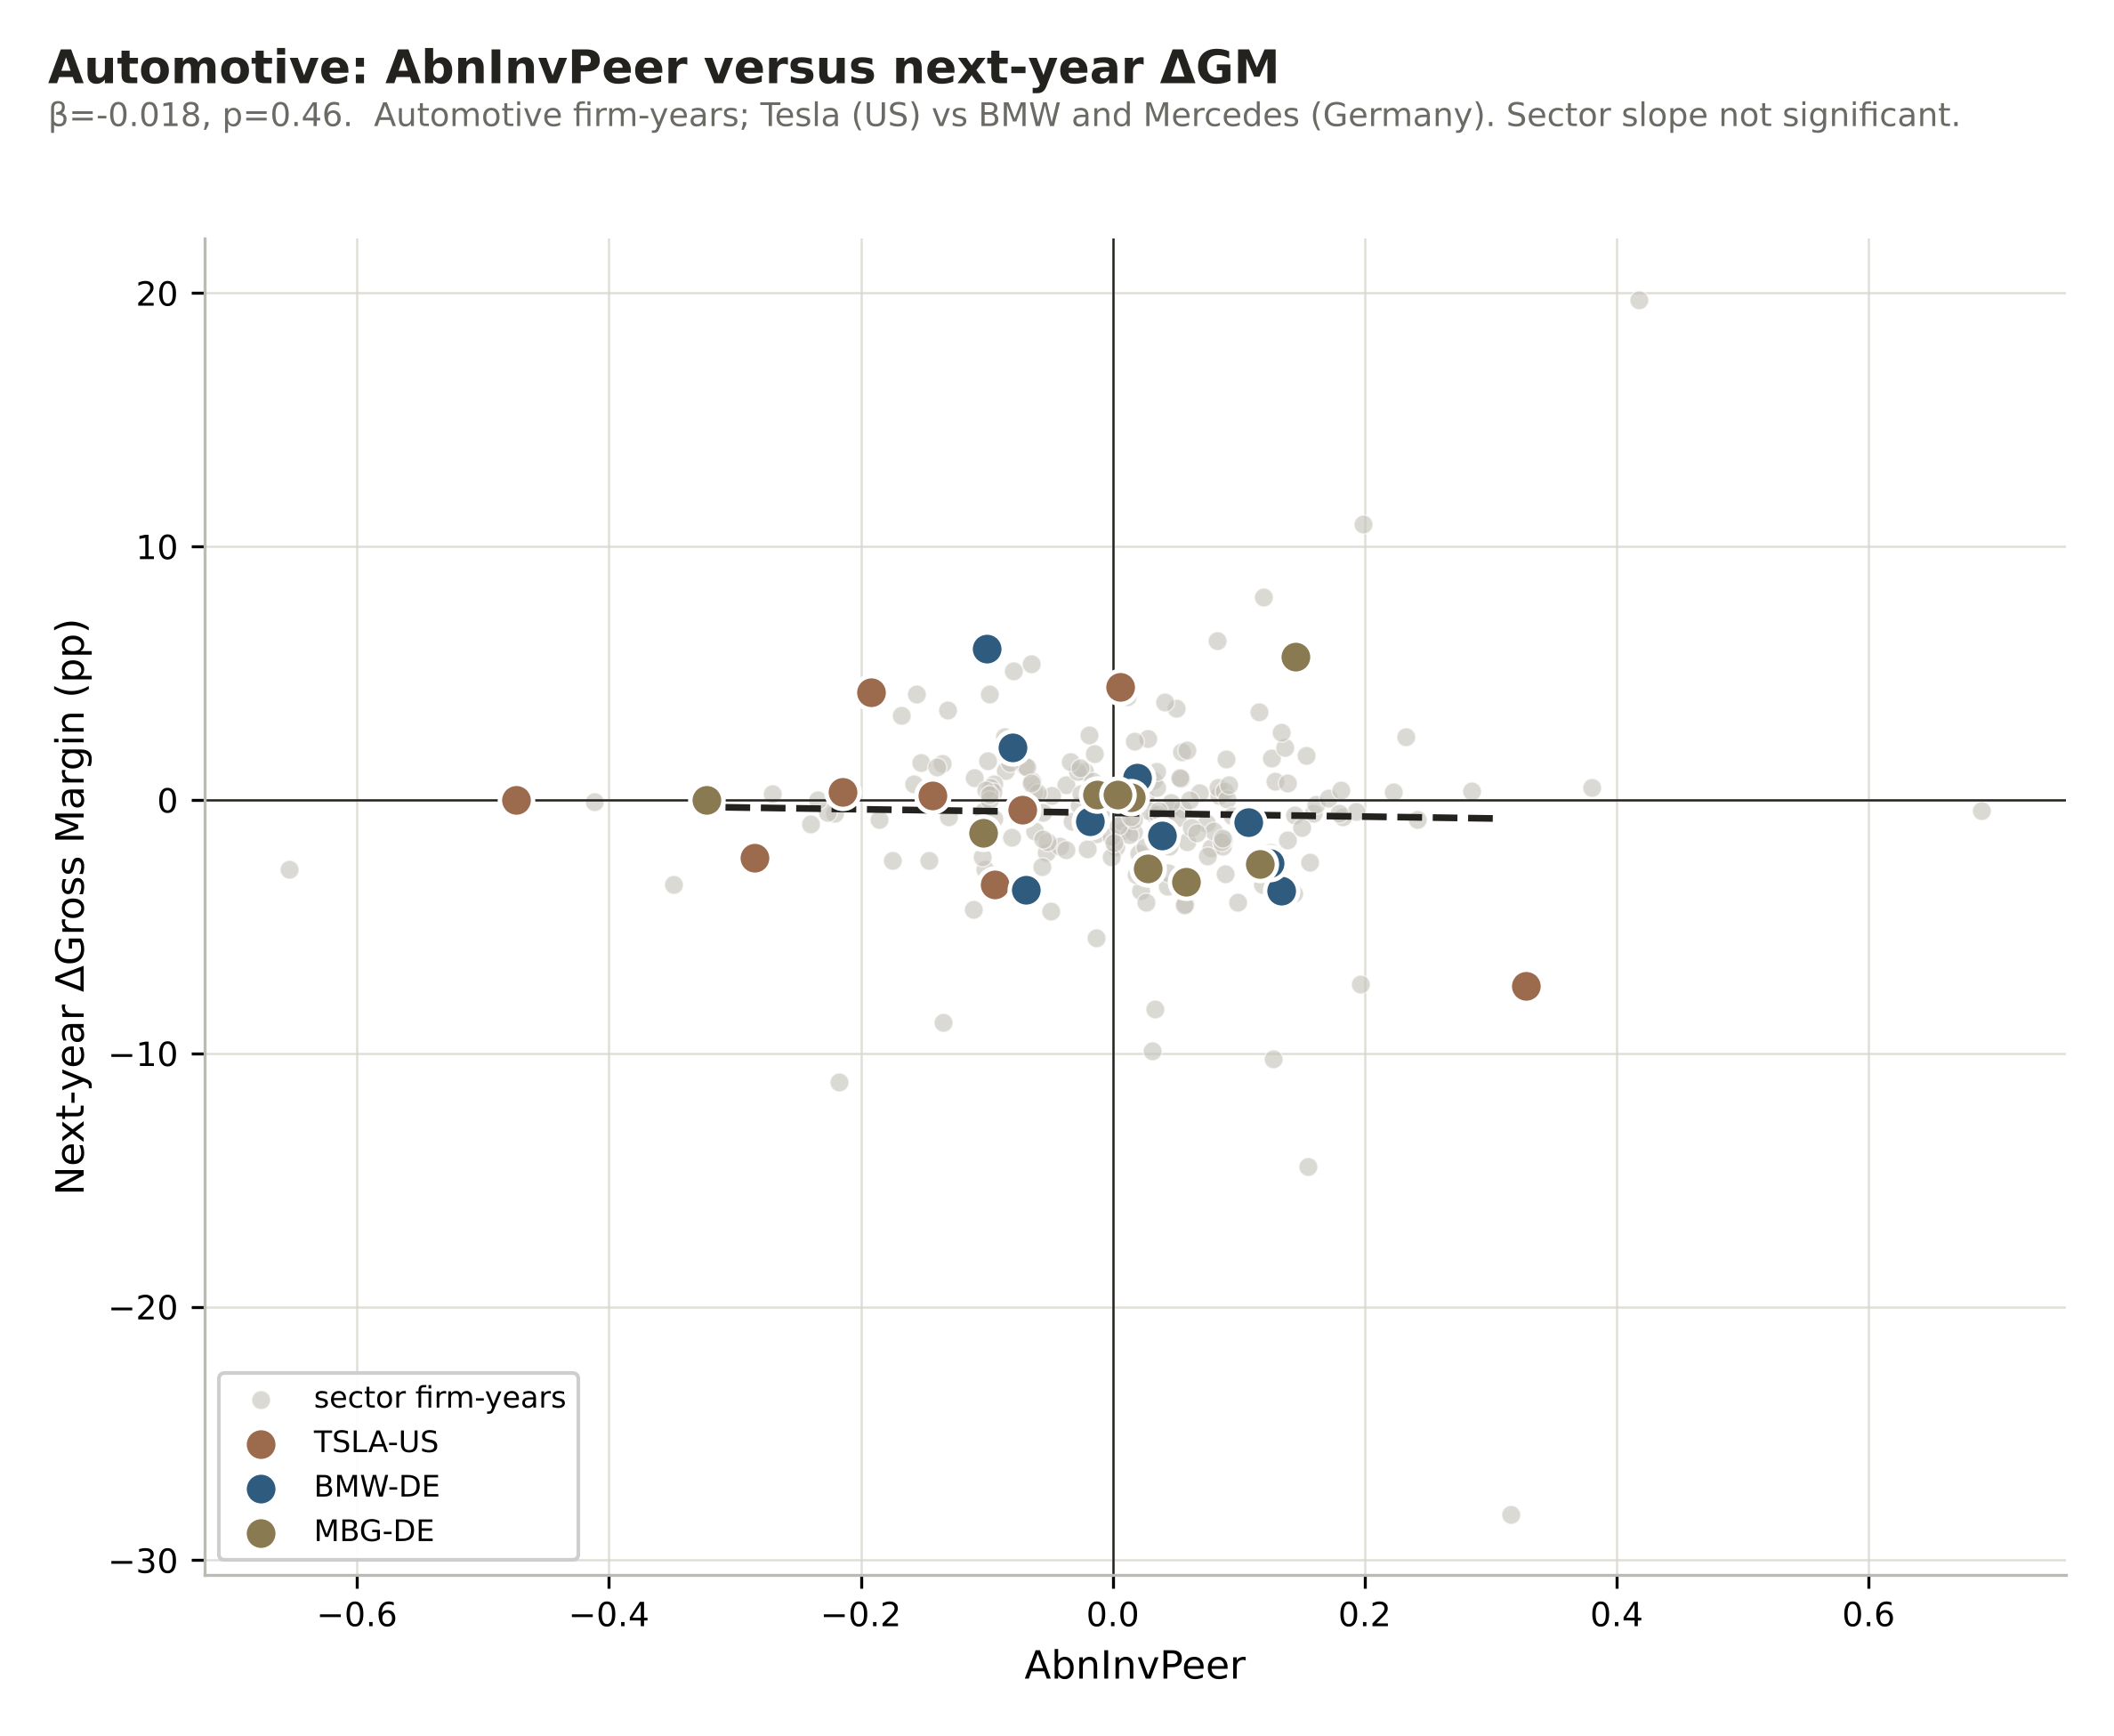 Automotive: AbnInvPeer versus next-year ΔGM
β=-0.018, p=0.46.  Automotive firm-years; Tesla (US) vs BMW and Mercedes (Germany). Sector slope not significant.
20
10
0
−10
−20
−30
Next-year ΔGross Margin (pp)
sector firm-years
TSLA-US
BMW-DE
MBG-DE
−0.6
−0.4
−0.2
0.0
0.2
0.4
0.6
AbnInvPeer